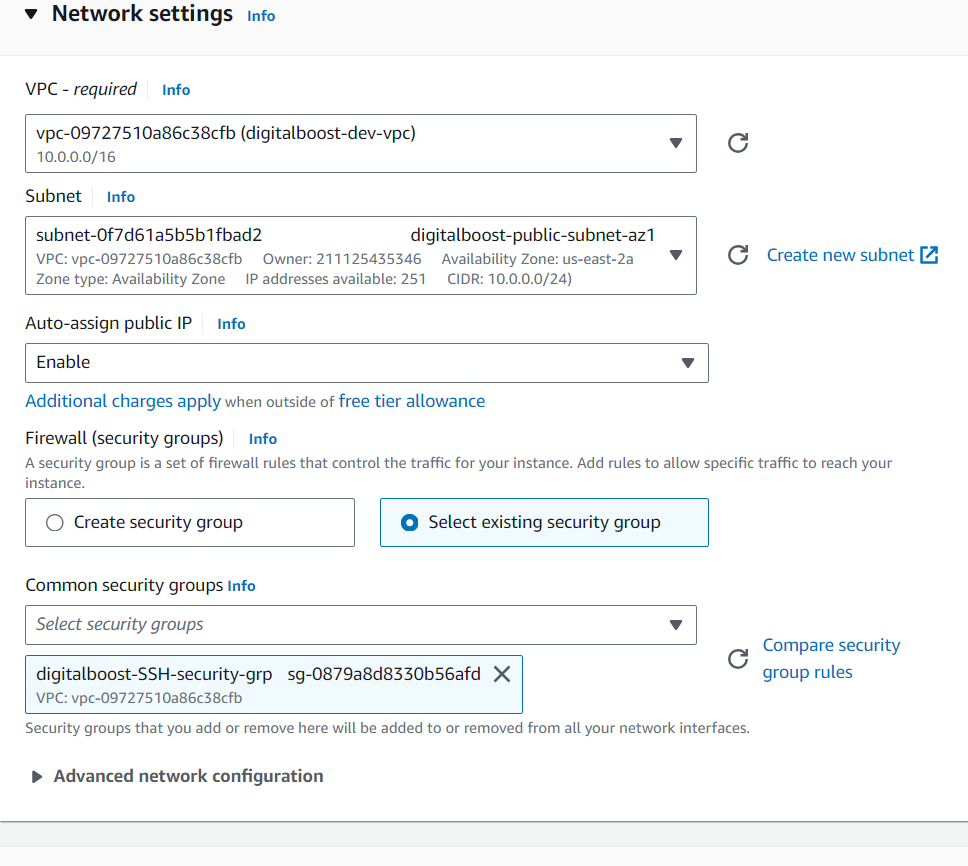 Network settings Info
VPC - required Info
vpc-09727510a86c38cfb (digitalboost-dev-vpc)
10.0.0.0/16
Subnet Info
subnet-0f7d61a5b5b1fbad2 digitalboost-public-subnet-az1
VPC: vpc-09727510a86c38cfb Owner: 211125435346 Availability Zone: us-east-2a
Zone type: Availability Zone IP addresses available: 251 CIDR: 10.0.0.0/24)
Create new subnet
Auto-assign public IP Info
Enable
Additional charges apply when outside of free tier allowance
Firewall (security groups) Info
A security group is a set of firewall rules that control the traffic for your instance. Add rules to allow specific traffic to reach your
instance.
Create security group Select existing security group
Common security groups Info
Select security groups
digitalboost-SSH-security-grp sg-0879a8d8330b56afd
VPC: vpc-09727510a86c38cfb
Compare security
group rules
Security groups that you add or remove here will be added to or removed from all your network interfaces.
Advanced network configuration